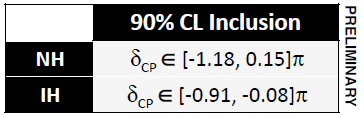 90% CL Inclusion
NH δCP ∈ [-1.18, 0.15]π
IH δCP ∈ [-0.91, -0.08]π
PRELIMINARY